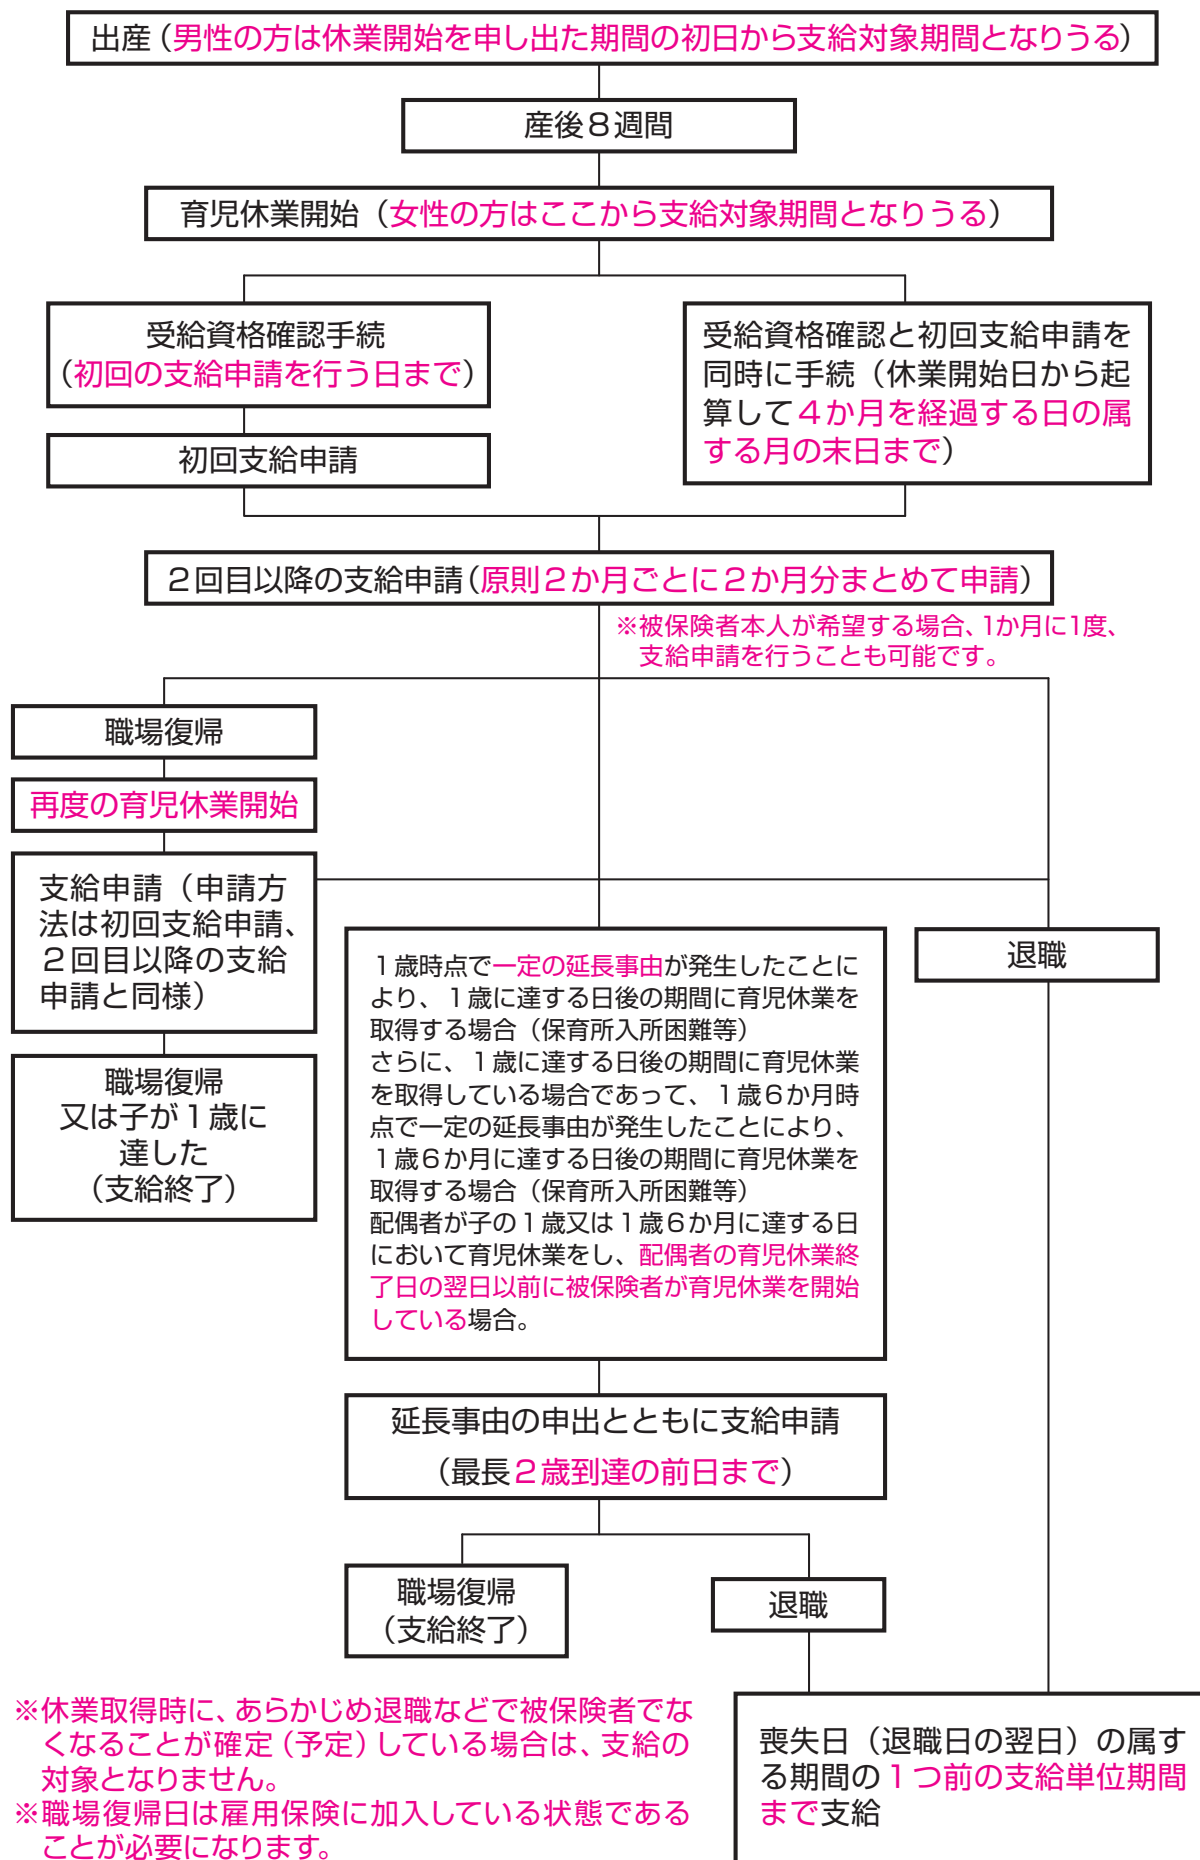 出産（男性の方は休業開始を申し出た期間の初日から支給対象期間となりうる）
産後８週間
育児休業開始（女性の方はここから支給対象期間となりうる）
受給資格確認手続
（初回の支給申請を行う日まで）
初回支給申請
受給資格確認と初回支給申請を
同時に手続（休業開始日から起
算して４か月を経過する日の属
する月の末日まで）
２回目以降の支給申請（原則２か月ごとに２か月分まとめて申請）
※被保険者本人が希望する場合、1か月に1度、
支給申請を行うことも可能です。
職場復帰
再度の育児休業開始
支給申請（申請方
法は初回支給申請、
２回目以降の支給
申請と同様）
職場復帰
又は子が１歳に
達した
（支給終了）
１歳時点で一定の延長事由が発生したことに
より、１歳に達する日後の期間に育児休業を
取得する場合（保育所入所困難等）
さらに、１歳に達する日後の期間に育児休業
を取得している場合であって、１歳６か月時
点で一定の延長事由が発生したことにより、
１歳６か月に達する日後の期間に育児休業を
取得する場合（保育所入所困難等）
配偶者が子の１歳又は１歳６か月に達する日
において育児休業をし、配偶者の育児休業終
了日の翌日以前に被保険者が育児休業を開始
している場合。
退職
延長事由の申出とともに支給申請
（最長２歳到達の前日まで）
職場復帰
（支給終了）
退職
※休業取得時に、あらかじめ退職などで被保険者でな
くなることが確定（予定）している場合は、支給の
対象となりません。
※職場復帰日は雇用保険に加入している状態である
ことが必要になります。
喪失日（退職日の翌日）の属す
る期間の１つ前の支給単位期間
まで支給